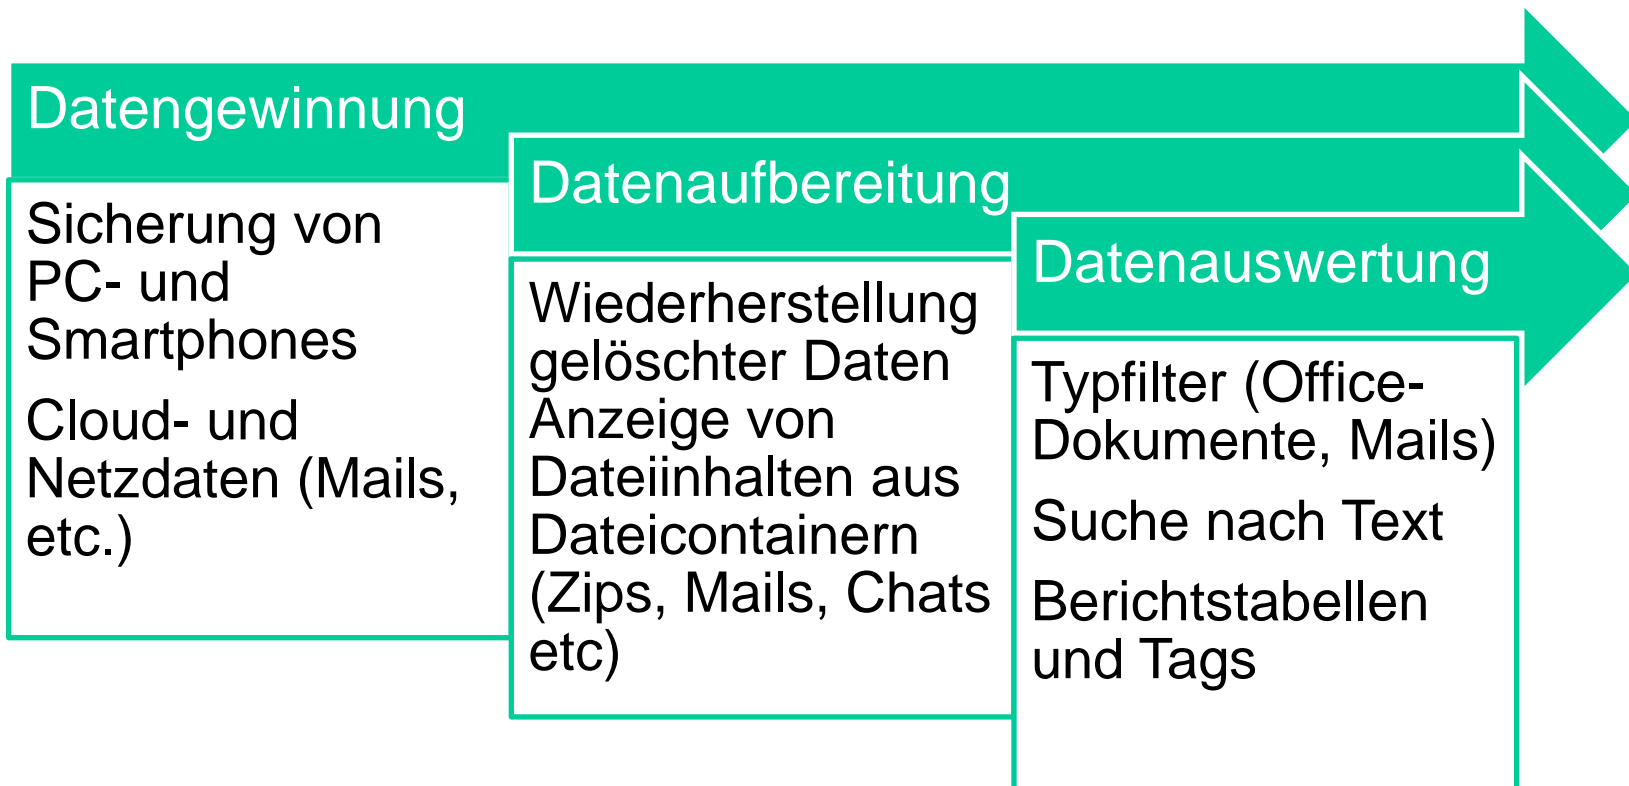 Datengewinnung
Sicherung von
PC- und
Smartphones
Cloud- und
Netzdaten (Mails,
etc.)
Datenaufbereitung
Wiederherstellung
gelöschter Daten
Anzeige von
Dateiinhalten aus
Dateicontainern
(Zips, Mails, Chats
etc)
Datenauswertung
Typfilter (Office-
Dokumente, Mails)
Suche nach Text
Berichtstabellen
und Tags